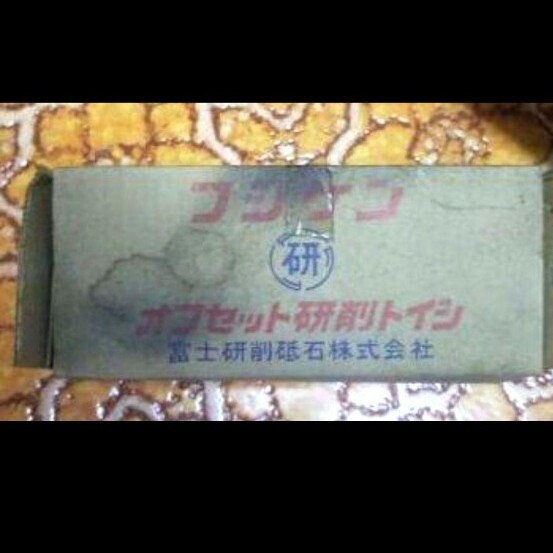 フジケン
研
オフセット研削トイシ
富士研削砥石株式会社